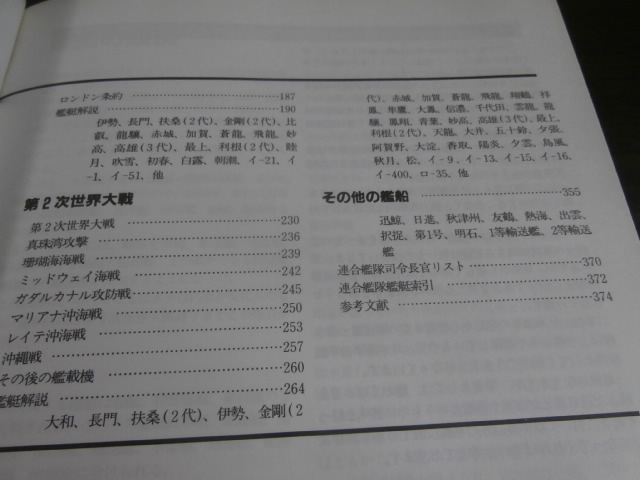 ロンドン条約 ……………………………187
艦艇解説 …………………………………190
伊勢、長門、扶桑(2代)、金剛(2代)、比
叡、龍驤、赤城、加賀、蒼龍、飛龍、妙
高、高雄(3代)、最上、利根(2代)、睦
月、吹雪、初春、白露、朝潮、イ-21、イ
-1、イ-51、他
第2次世界大戦
第2次世界大戦 …………………………230
真珠湾攻撃 ………………………………236
珊瑚海海戦 ………………………………239
ミッドウェイ海戦 ………………………242
ガダルカナル攻防戦 ……………………245
マリアナ沖海戦 …………………………250
レイテ沖海戦 ……………………………253
沖縄戦 ……………………………………257
その後の艦載機 …………………………260
艦艇解説 …………………………………264
大和、長門、扶桑(2代)、伊勢、金剛(2
代)、赤城、加賀、蒼龍、飛龍、翔鶴、祥
鳳、隼鷹、大鳳、信濃、千代田、雲龍、龍
驤、鳳翔、青葉、妙高、高雄(3代)、最上、
利根(2代)、天龍、大井、五十鈴、夕張、
阿賀野、大淀、香取、陽炎、夕雲、島風、
秋月、松、イ-9、イ-13、イ-15、イ-16、
イ-400、ロ-35、他
その他の艦船 ……………………………355
迅鯨、日進、秋津州、友鶴、熱海、出雲、
択捉、第1号、明石、1等輸送艦、2等輸送
艦
連合艦隊司令長官リスト ………………370
連合艦隊艦艇索引 ………………………372
参考文献 …………………………………374